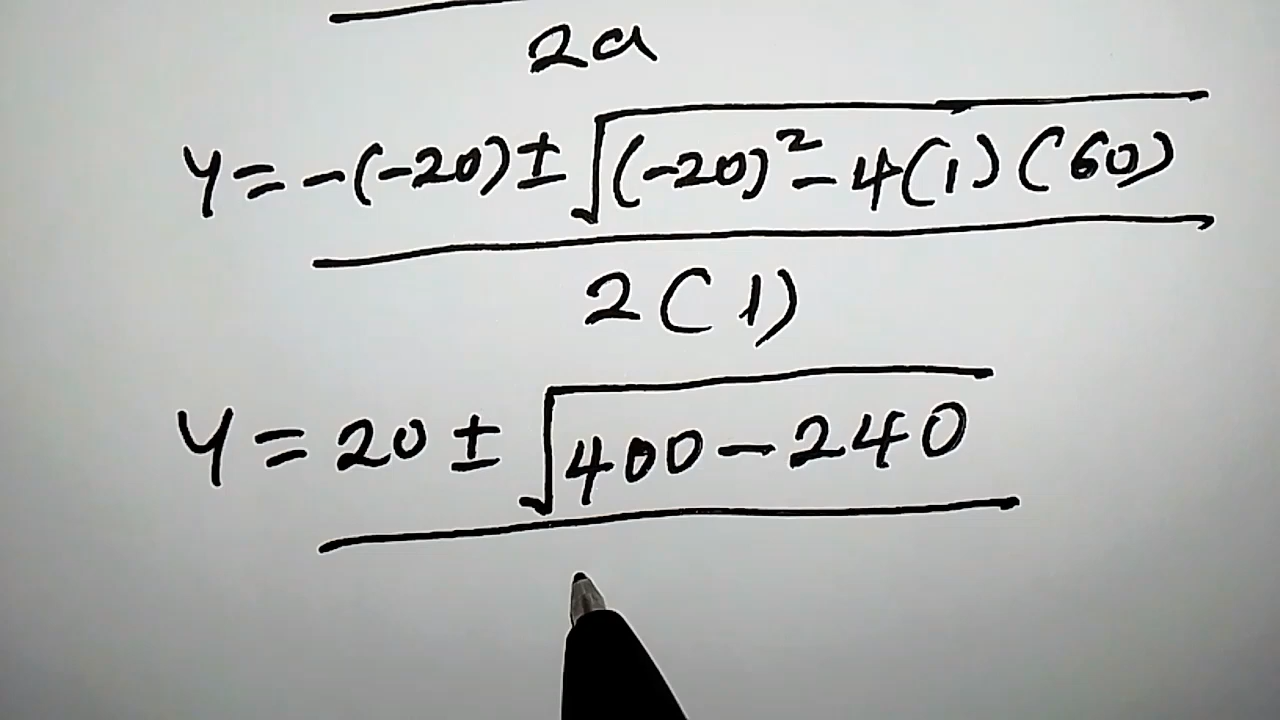 2a
y = -(-20) ± √(-20)² - 4(1)(60)
2(1)
y = 20 ± √400 - 240